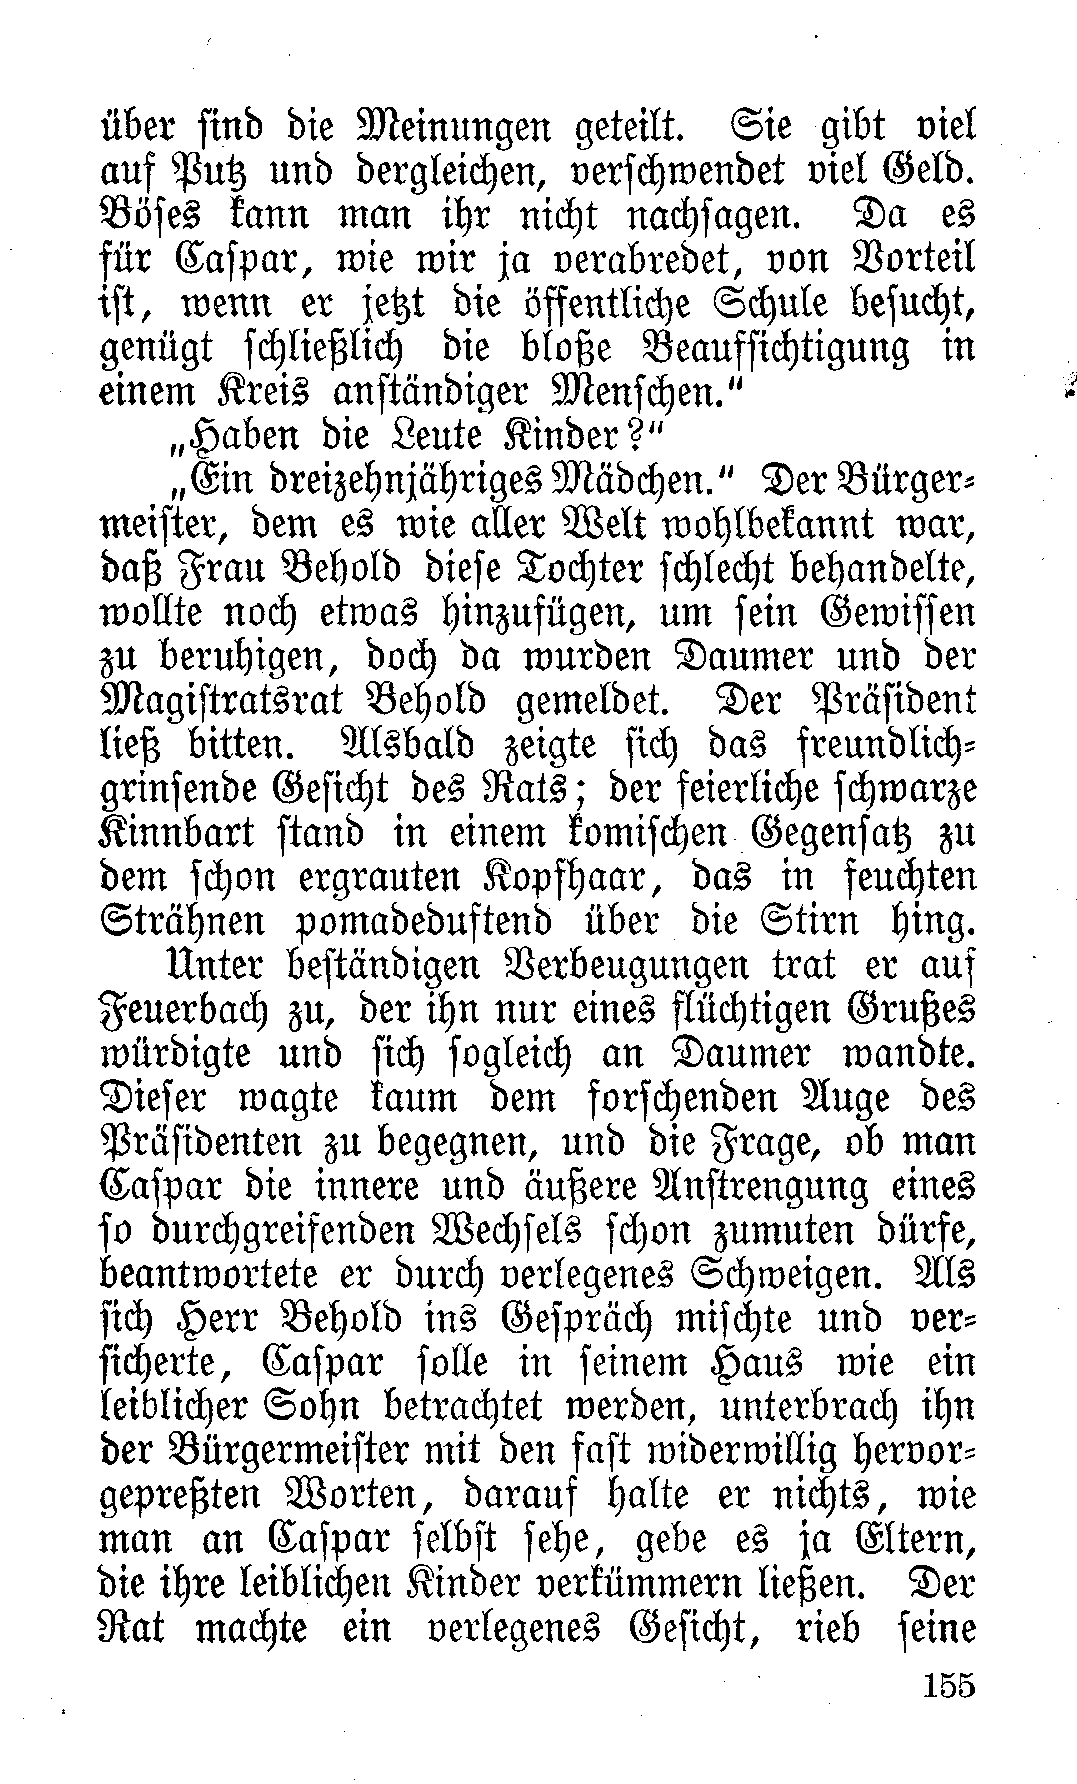 über sind die Meinungen geteilt. Sie gibt viel
auf Putz und dergleichen, verschwendet viel Geld.
Böses kann man ihr nicht nachsagen. Da es
für Caspar, wie wir ja verabredet, von Vorteil
ist, wenn er jetzt die öffentliche Schule besucht,
genügt schließlich die bloße Beaufsichtigung in
einem Kreis anständiger Menschen."
„Haben die Leute Kinder?"
„Ein dreizehnjähriges Mädchen." Der Bürger-
meister, dem es wie aller Welt wohlbekannt war,
daß Frau Behold diese Tochter schlecht behandelte,
wollte noch etwas hinzufügen, um sein Gewissen
zu beruhigen, doch da wurden Daumer und der
Magistratsrat Behold gemeldet. Der Präsident
ließ bitten. Alsbald zeigte sich das freundlich-
grinsende Gesicht des Rats; der feierliche schwarze
Kinnbart stand in einem komischen Gegensatz zu
dem schon ergrauten Kopfhaar, das in feuchten
Strähnen pomadeduftend über die Stirn hing.
Unter beständigen Verbeugungen trat er auf
Feuerbach zu, der ihn nur eines flüchtigen Grußes
würdigte und sich sogleich an Daumer wandte.
Dieser wagte kaum dem forschenden Auge des
Präsidenten zu begegnen, und die Frage, ob man
Caspar die innere und äußere Anstrengung eines
so durchgreifenden Wechsels schon zumuten dürfe,
beantwortete er durch verlegenes Schweigen. Als
sich Herr Behold ins Gespräch mischte und ver-
sicherte, Caspar solle in seinem Haus wie ein
leiblicher Sohn betrachtet werden, unterbrach ihn
der Bürgermeister mit den fast widerwillig hervor-
gepreßten Worten, darauf halte er nichts, wie
man an Caspar selbst sehe, gebe es ja Eltern,
die ihre leiblichen Kinder verkümmern ließen. Der
Rat machte ein verlegenes Gesicht, rieb seine
155